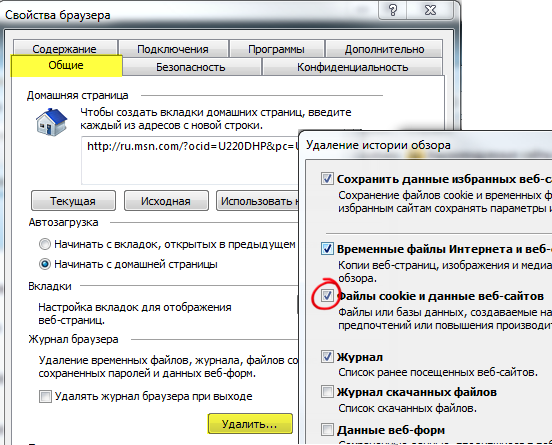 Свойства браузера
Содержание
Подключения
Программы
Дополнительно
Общие
Безопасность
Конфиденциальность
Домашняя страница
Чтобы создать вкладки домашних страниц, введите
каждый из адресов с новой строки.
http://ru.msn.com/?ocid=U220DHP&pc=U
Текущая
Исходная
Использовать н
Автозагрузка
Начинать с вкладок, открытых в предыдущем
Начинать с домашней страницы
Вкладки
Настройка вкладок для отображения
веб-страниц.
Журнал браузера
Удаление временных файлов, журнала, файлов co
сохраненных паролей и данных веб-форм.
Удалять журнал браузера при выходе
Удалить...
Удаление истории обзора
Сохранить данные избранных веб-са
Сохранение файлов cookie и временных ф
избранным сайтам сохранять параметры и
Временные файлы Интернета и веб-
Копии веб-страниц, изображения и медиа
обзора.
Файлы cookie и данные веб-сайтов
Файлы или базы данных, создаваемые на
предпочтений или повышения производит
Журнал
Список ранее посещенных веб-сайтов.
Журнал скачанных файлов
Список скачанных файлов.
Данные веб-форм